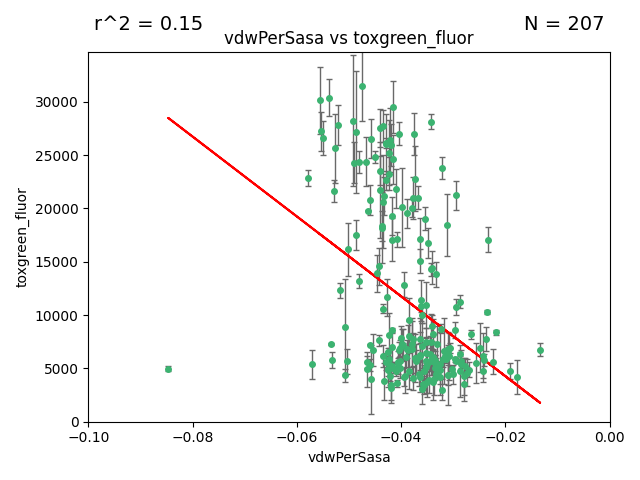 r^2 = 0.15
N = 207
vdwPerSasa vs toxgreen_fluor
toxgreen_fluor
30000
25000
20000
15000
10000
5000
0
−0.10
−0.08
−0.06
−0.04
−0.02
0.00
vdwPerSasa